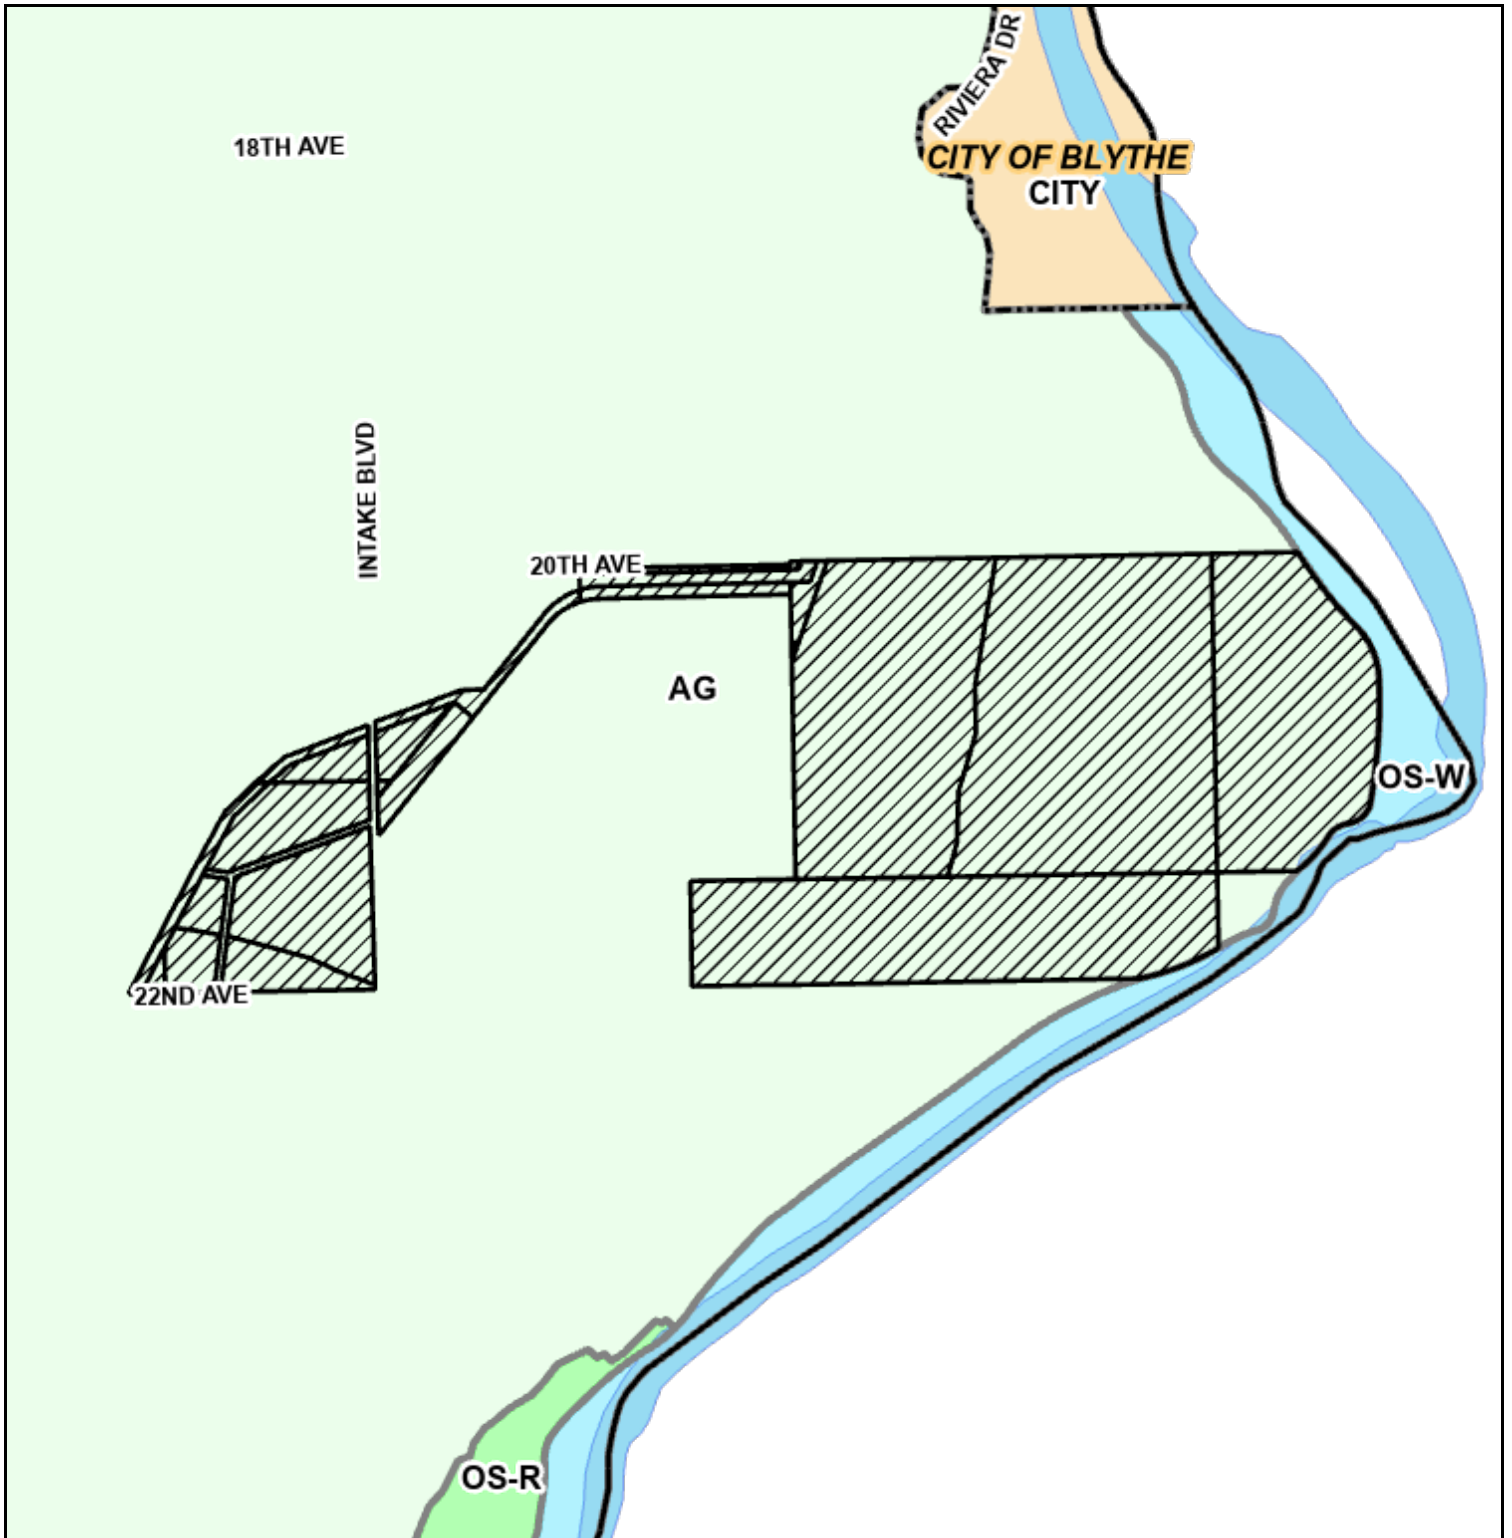 RIVIERA DR
18TH AVE
CITY OF BLYTHE
CITY
INTAKE BLVD
20TH AVE
AG
OS-W
22ND AVE
OS-R